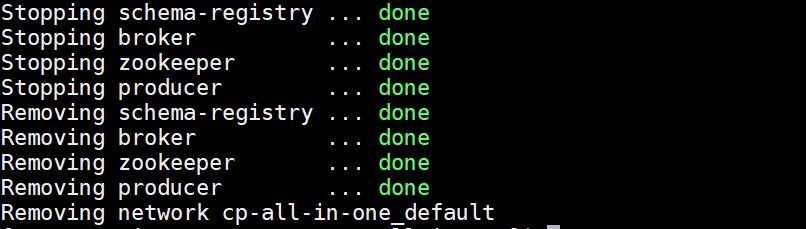 Stopping schema-registry ... done
Stopping broker          ... done
Stopping zookeeper       ... done
Stopping producer        ... done
Removing schema-registry ... done
Removing broker          ... done
Removing zookeeper       ... done
Removing producer        ... done
Removing network cp-all-in-one_default